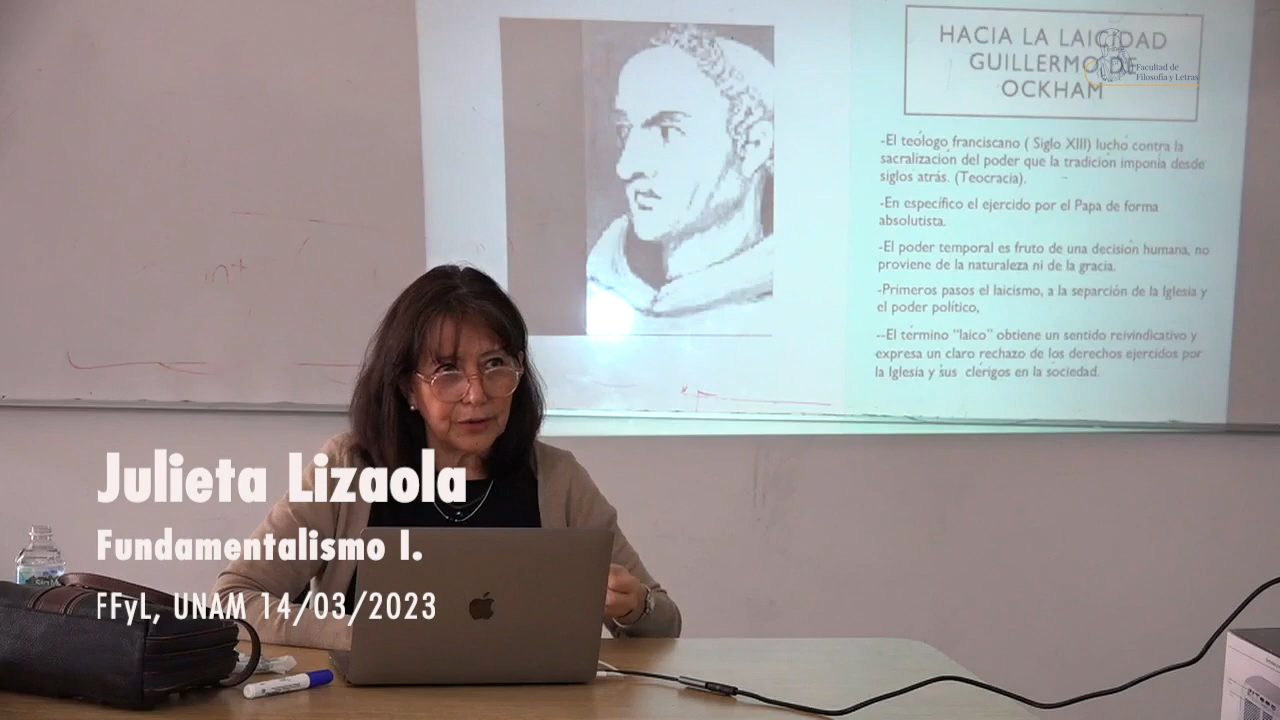 HACIA LA LAICIDAD
GUILLERMO DE
OCKHAM
Facultad de
Filosofía y Letras
-El teólogo franciscano ( Siglo XIII) luchó contra la
sacralización del poder que la tradición imponía desde
siglos atrás. (Teocracia).
-En específico el ejercido por el Papa de forma
absolutista.
-El poder temporal es fruto de una decisión humana, no
proviene de la naturaleza ni de la gracia.
-Primeros pasos el laicismo, a la separción de la Iglesia y
el poder político,
--El término "laico" obtiene un sentido reivindicativo y
expresa un claro rechazo de los derechos ejercidos por
la Iglesia y sus clérigos en la sociedad.
Julieta Lizaola
Fundamentalismo I.
FFyL, UNAM 14/03/2023